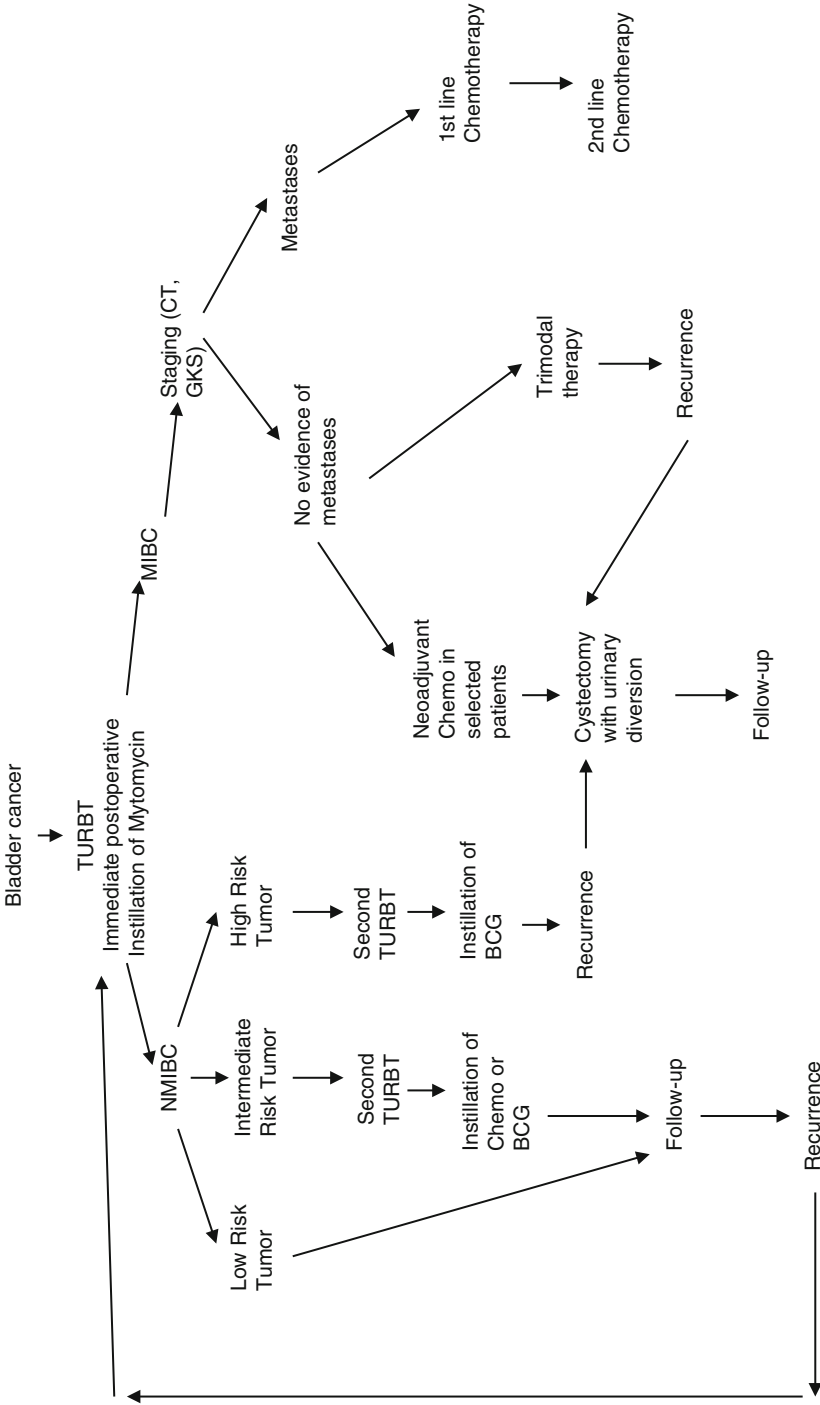 Bladder cancer
TURBT
Immediate postoperative
Instillation of Mytomycin
NMIBC
MIBC
Low Risk
Tumor
Intermediate
Risk Tumor
High Risk
Tumor
Staging (CT,
GKS)
Second
TURBT
Second
TURBT
No evidence of
metastases
Metastases
Instillation of
Chemo or
BCG
Instillation of
BCG
Neoadjuvant
Chemo in
selected
patients
Trimodal
therapy
1st line
Chemotherapy
2nd line
Chemotherapy
Recurrence
Cystectomy
with urinary
diversion
Recurrence
Follow-up
Follow-up
Recurrence